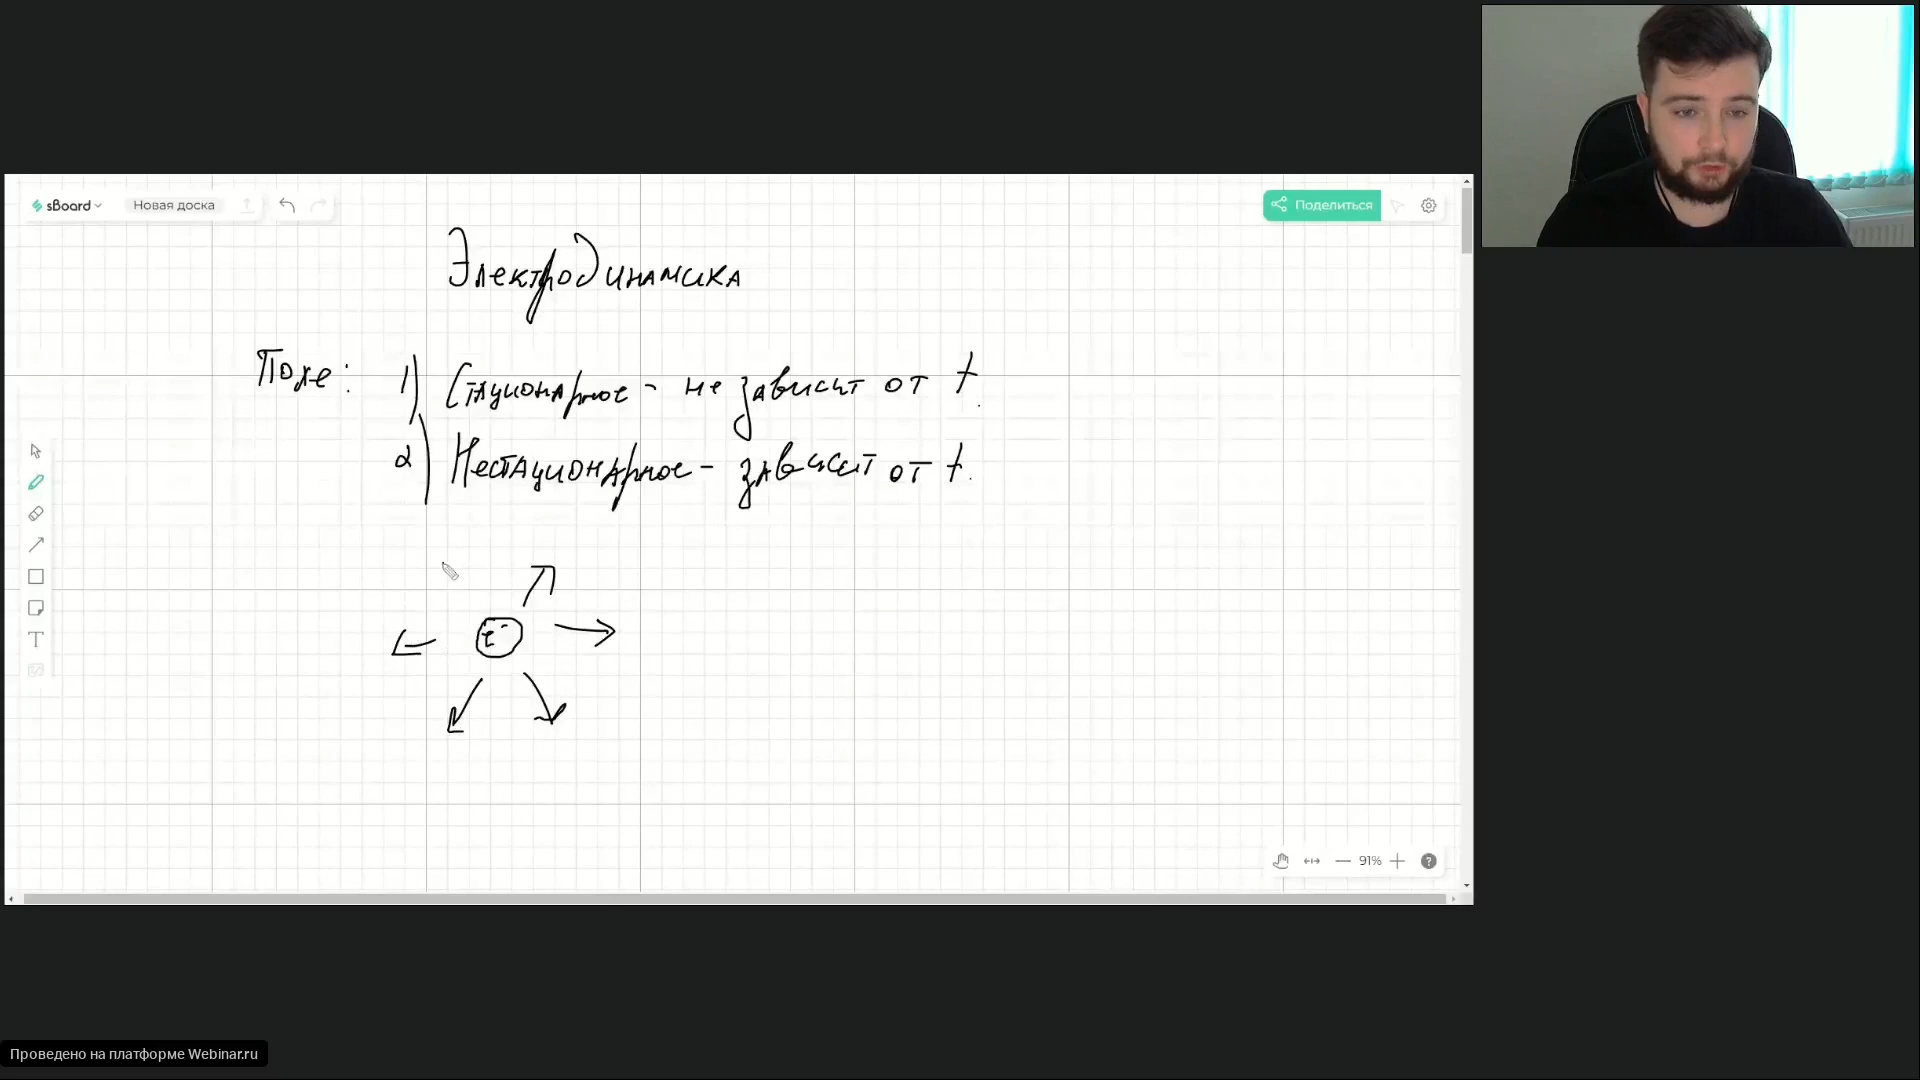 sBoard
Новая доска
Поделиться
Электродинамика
Поле: 1) Стационарное - не зависит от t.
2) Нестационарное - зависит от t.
e-
T
91%
?
Проведено на платформе Webinar.ru